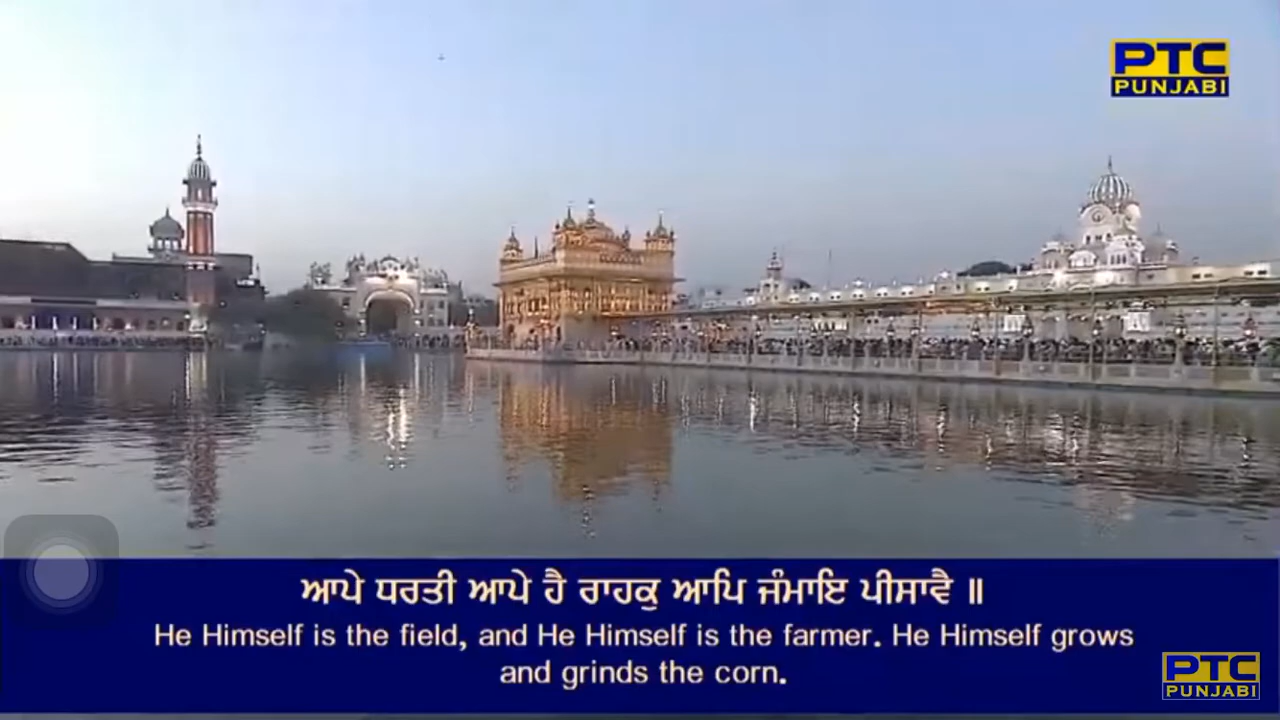 PTC
PUNJABI
ਆਪੇ ਧਰਤੀ ਆਪੇ ਹੈ ਰਾਹਕੁ ਆਪਿ ਜੰਮਾਇ ਪੀਸਾਵੈ ॥
He Himself is the field, and He Himself is the farmer. He Himself grows
and grinds the corn.
PTC
PUNJABI